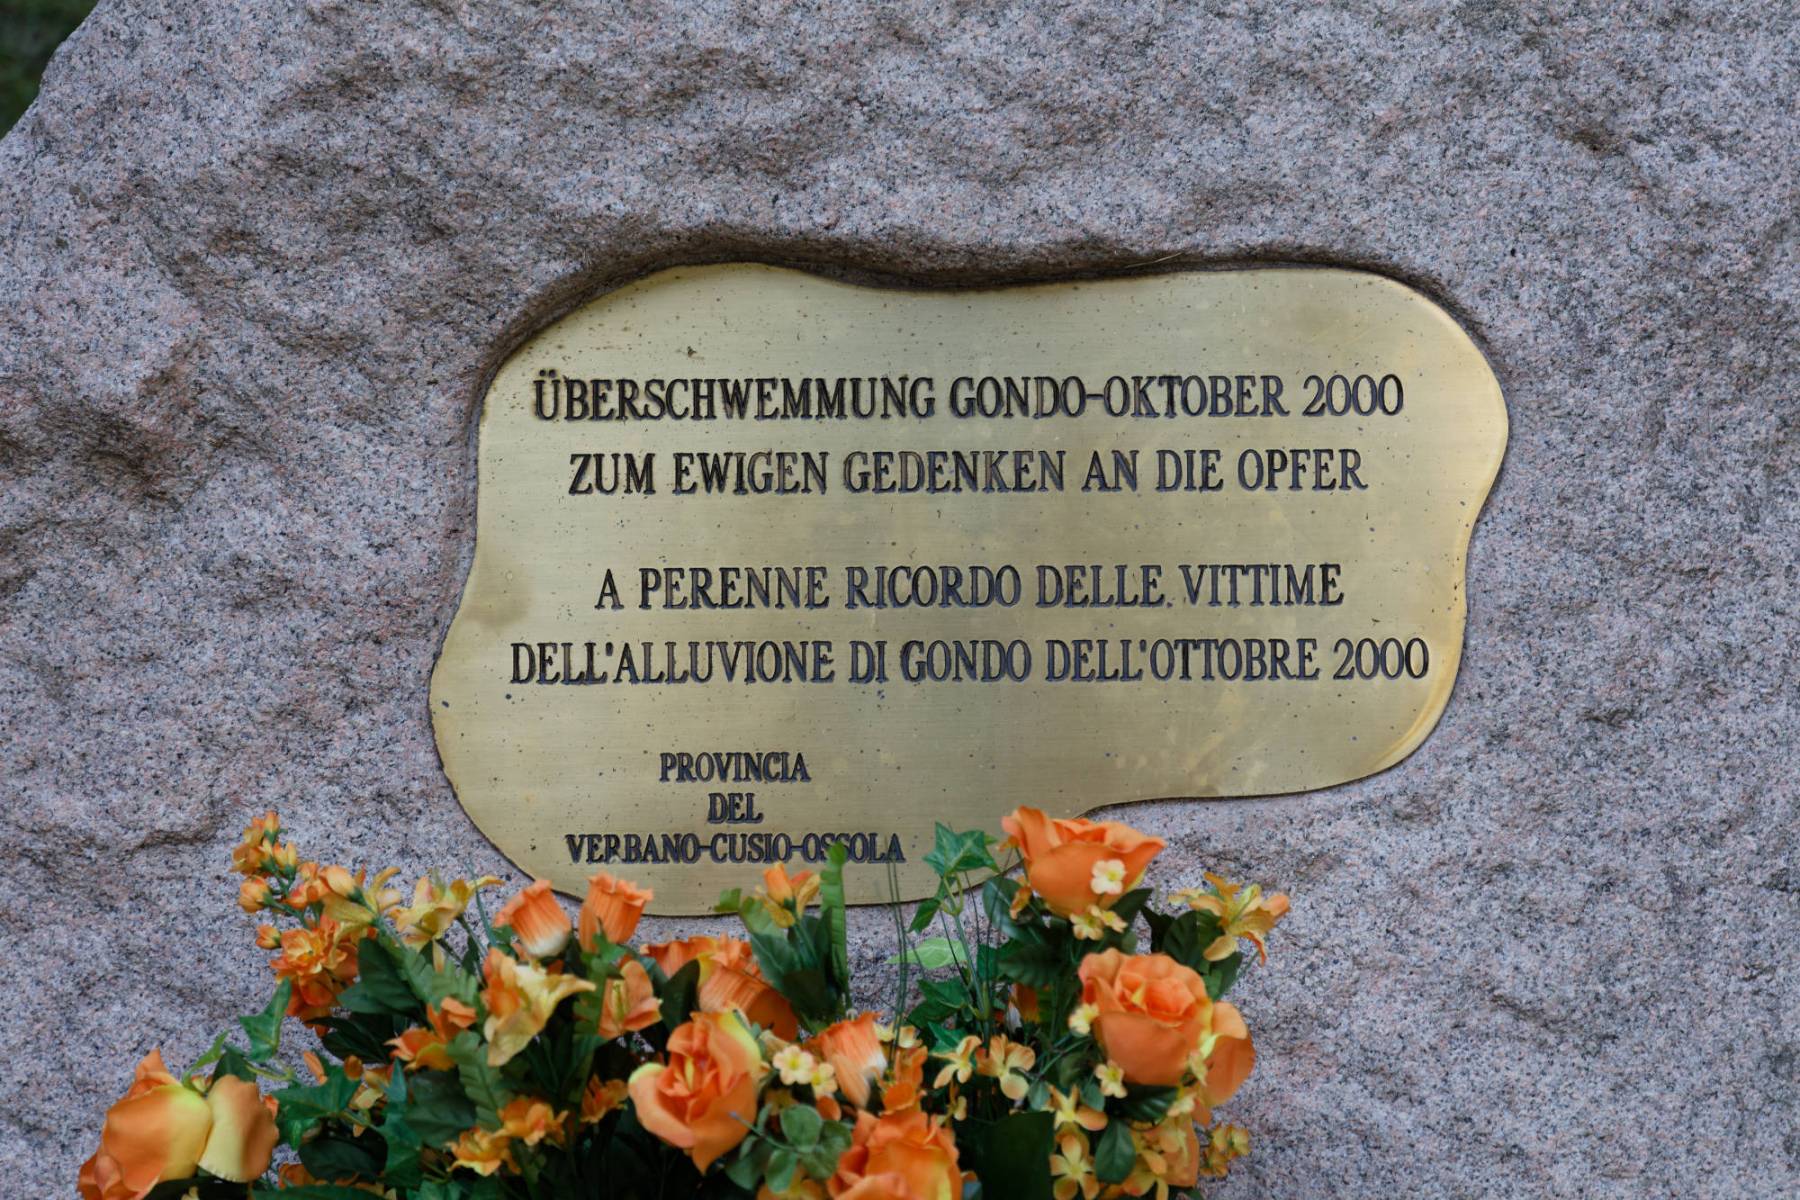 ÜBERSCHWEMMUNG GONDO-OKTOBER 2000
ZUM EWIGEN GEDENKEN AN DIE OPFER
A PERENNE RICORDO DELLE VITTIME
DELL'ALLUVIONE DI GONDO DELL'OTTOBRE 2000
PROVINCIA
DEL
VERBANO-CUSIO-OSSOLA